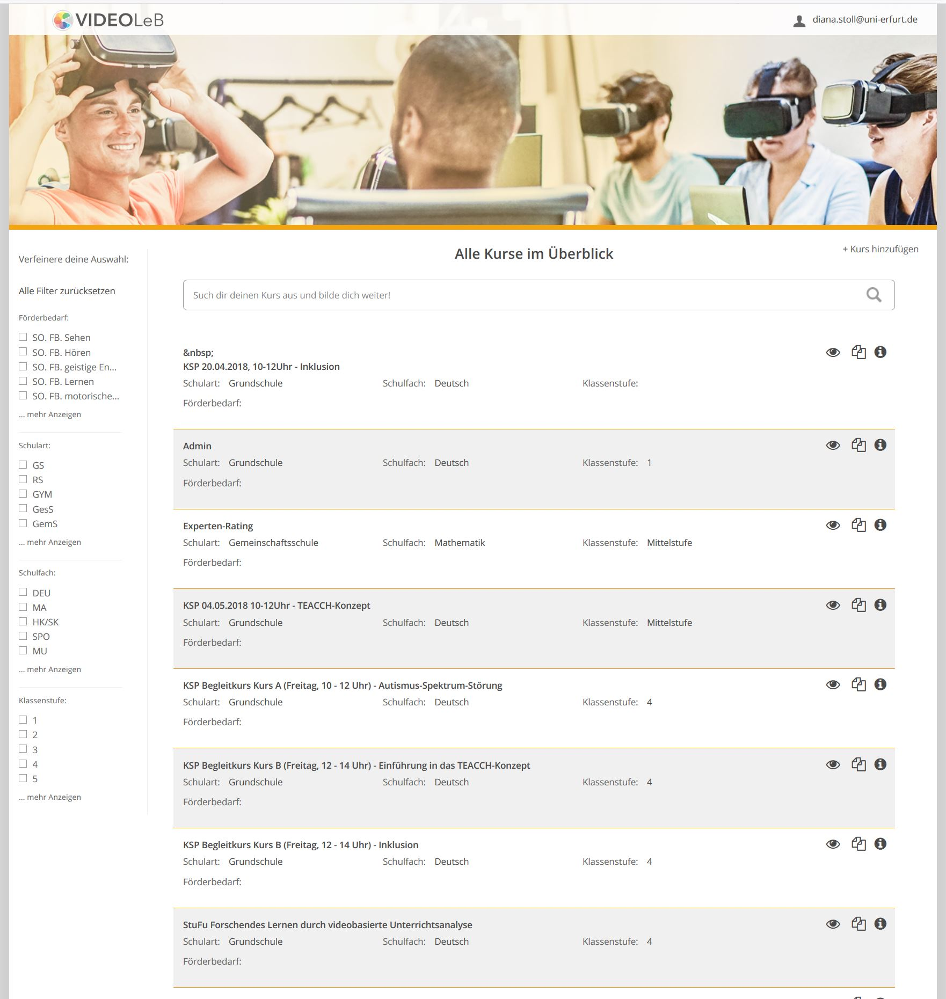 VIDEOLeB
diana.stoll@uni-erfurt.de
Verfeinere deine Auswahl:
Alle Filter zurücksetzen
Förderbedarf:
SO. FB. Sehen
SO. FB. Hören
SO. FB. geistige En...
SO. FB. Lernen
SO. FB. motorische...
... mehr Anzeigen
Schulart:
GS
RS
GYM
GesS
GemS
... mehr Anzeigen
Schulfach:
DEU
MA
HK/SK
SPO
MU
... mehr Anzeigen
Klassenstufe:
1
2
3
4
5
... mehr Anzeigen
Alle Kurse im Überblick
+ Kurs hinzufügen
Such dir deinen Kurs aus und bilde dich weiter!
&nbsp;
KSP 20.04.2018, 10-12Uhr - Inklusion
Schulart: Grundschule Schulfach: Deutsch Klassenstufe:
Förderbedarf:
Admin
Schulart: Grundschule Schulfach: Deutsch Klassenstufe: 1
Förderbedarf:
Experten-Rating
Schulart: Gemeinschaftsschule Schulfach: Mathematik Klassenstufe: Mittelstufe
Förderbedarf:
KSP 04.05.2018 10-12Uhr - TEACCH-Konzept
Schulart: Grundschule Schulfach: Deutsch Klassenstufe: Mittelstufe
Förderbedarf:
KSP Begleitkurs Kurs A (Freitag, 10 - 12 Uhr) - Autismus-Spektrum-Störung
Schulart: Grundschule Schulfach: Deutsch Klassenstufe: 4
Förderbedarf:
KSP Begleitkurs Kurs B (Freitag, 12 - 14 Uhr) - Einführung in das TEACCH-Konzept
Schulart: Grundschule Schulfach: Deutsch Klassenstufe: 4
Förderbedarf:
KSP Begleitkurs Kurs B (Freitag, 12 - 14 Uhr) - Inklusion
Schulart: Grundschule Schulfach: Deutsch Klassenstufe: 4
Förderbedarf:
StuFu Forschendes Lernen durch videobasierte Unterrichtsanalyse
Schulart: Grundschule Schulfach: Deutsch Klassenstufe: 4
Förderbedarf: